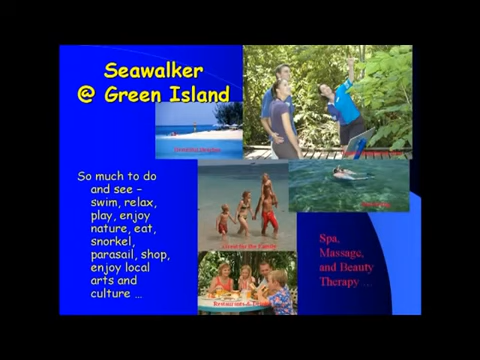 Seawalker
@ Green Island
So much to do
and see –
swim, relax,
play, enjoy
nature, eat,
snorkel,
parasail, shop,
enjoy local
arts and
culture …
Spa,
Massage,
and Beauty
Therapy …